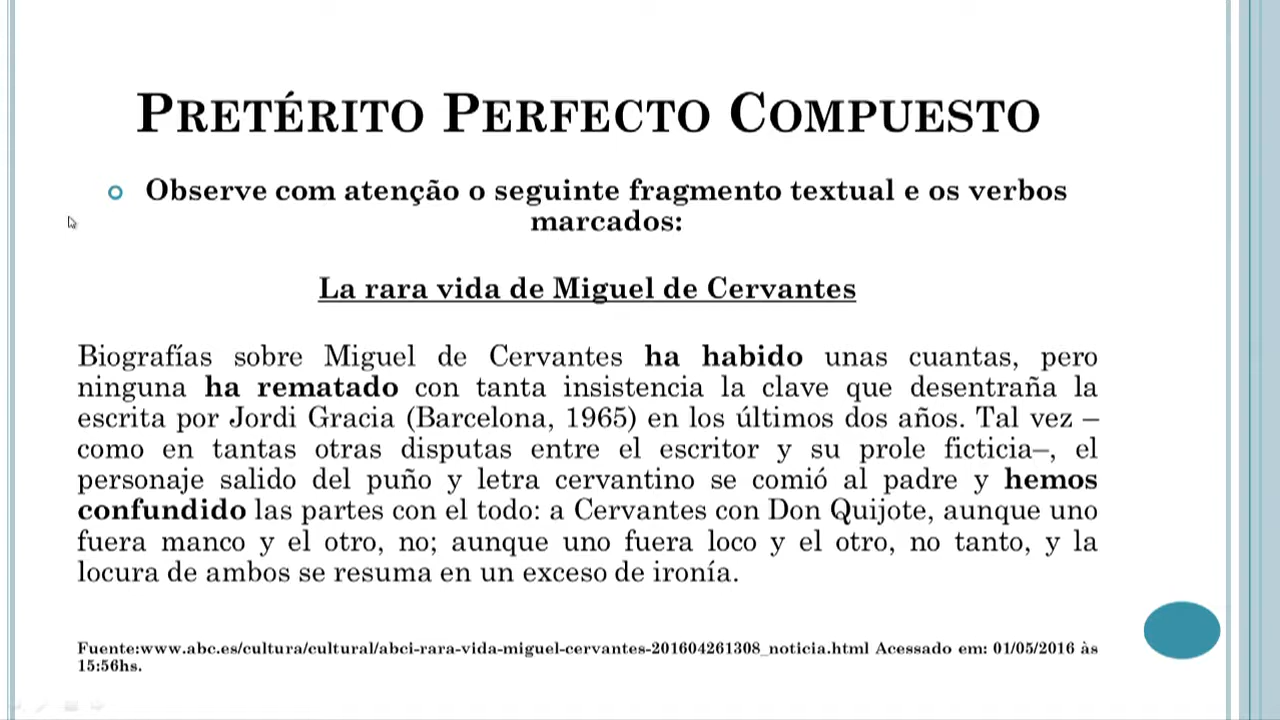 PRETÉRITO PERFECTO COMPUESTO
Observe com atenção o seguinte fragmento textual e os verbos
marcados:
La rara vida de Miguel de Cervantes
Biografías sobre Miguel de Cervantes ha habido unas cuantas, pero
ninguna ha rematado con tanta insistencia la clave que desentraña la
escrita por Jordi Gracia (Barcelona, 1965) en los últimos dos años. Tal vez –
como en tantas otras disputas entre el escritor y su prole ficticia–, el
personaje salido del puño y letra cervantino se comió al padre y hemos
confundido las partes con el todo: a Cervantes con Don Quijote, aunque uno
fuera manco y el otro, no; aunque uno fuera loco y el otro, no tanto, y la
locura de ambos se resuma en un exceso de ironía.
Fuente:www.abc.es/cultura/cultural/abci-rara-vida-miguel-cervantes-201604261308_noticia.html Acessado em: 01/05/2016 às
15:56hs.